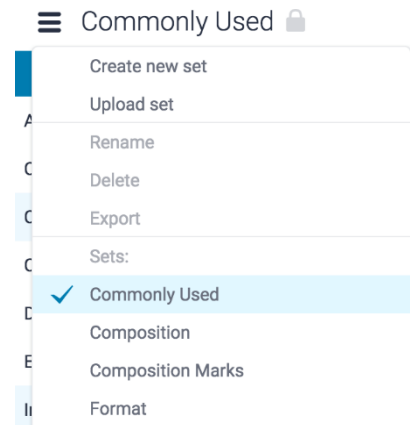 Commonly Used
Create new set
Upload set
Rename
Delete
Export
Sets:
Commonly Used
Composition
Composition Marks
Format